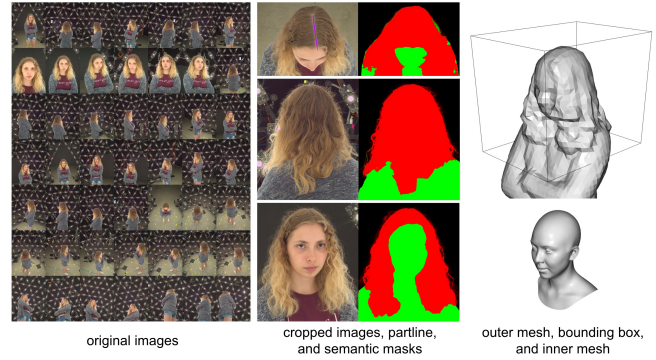 original images
cropped images, partline,
and semantic masks
outer mesh, bounding box,
and inner mesh